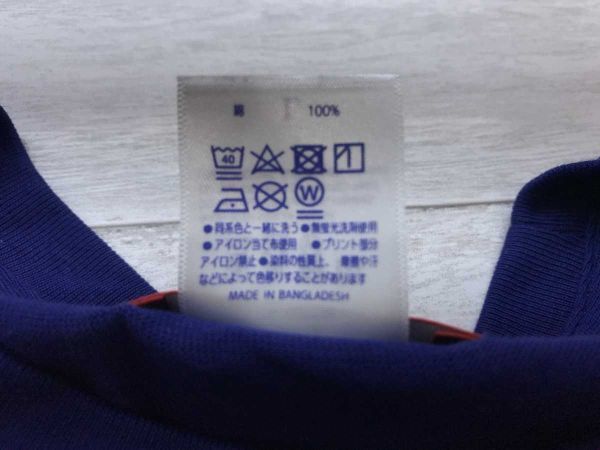 綿 F 100%
40
W
●同系色と一緒に洗う●無蛍光洗剤使用
●アイロン当て布使用 ●プリント部分
アイロン禁止●染料の性質上、摩擦や汗
などによって色移りすることがあります
MADE IN BANGLADESH